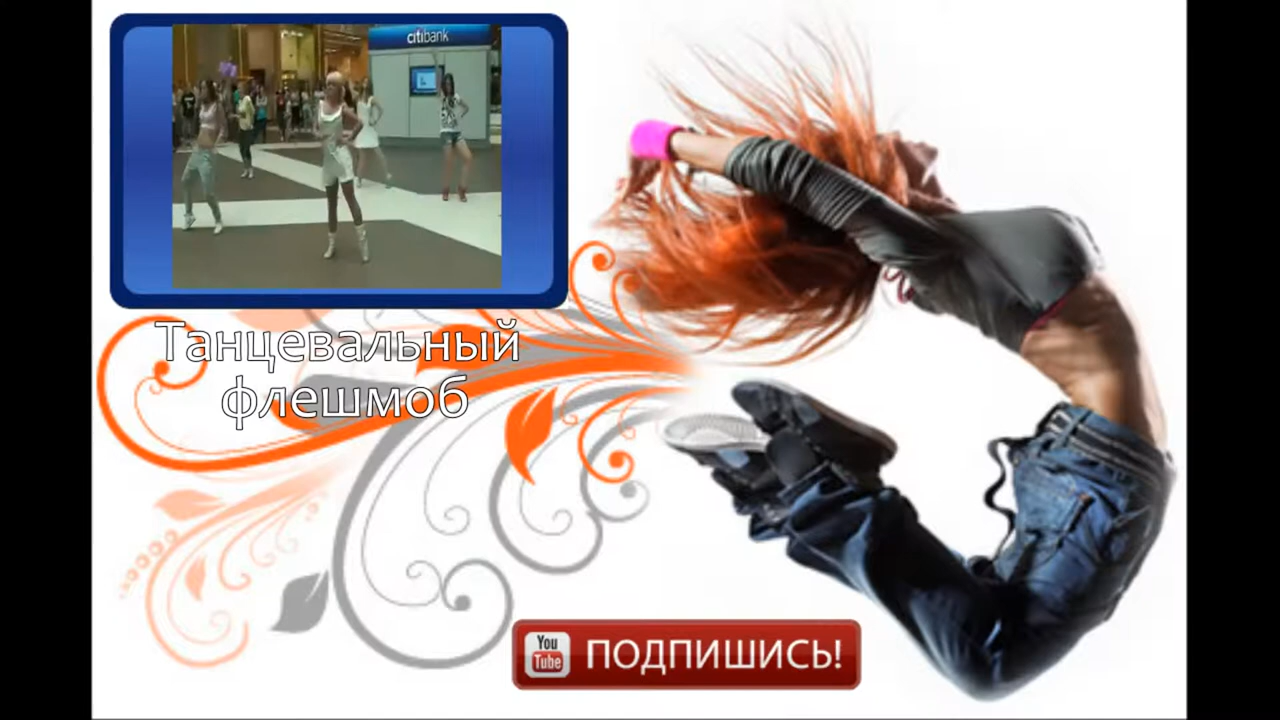 citibank
Танцевальный
флешмоб
You
Tube
ПОДПИШИСЬ!